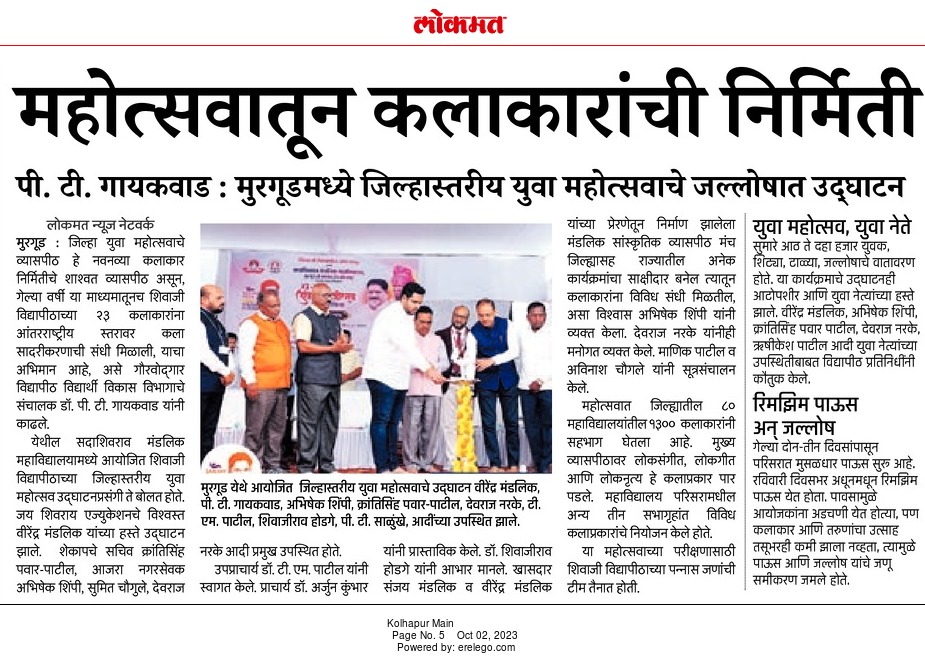 लोकमत
महोत्सवातून कलाकारांची निर्मिती
पी. टी. गायकवाड : मुरगूडमध्ये जिल्हास्तरीय युवा महोत्सवाचे जल्लोषात उद्घाटन
लोकमत न्यूज नेटवर्क
मुरगूड : जिल्हा युवा महोत्सवाचे
व्यासपीठ हे नवनव्या कलाकार
निर्मितीचे शाश्वत व्यासपीठ असून,
गेल्या वर्षी या माध्यमातूनच शिवाजी
विद्यापीठाच्या २३ कलाकारांना
आंतरराष्ट्रीय स्तरावर कला
सादरीकरणाची संधी मिळाली, याचा
अभिमान आहे, असे गौरवोद्गार
विद्यापीठ विद्यार्थी विकास विभागाचे
संचालक डॉ. पी. टी. गायकवाड यांनी
काढले.
येथील सदाशिवराव मंडलिक
महाविद्यालयामध्ये आयोजित शिवाजी
विद्यापीठाच्या जिल्हास्तरीय युवा
महोत्सव उद्घाटनप्रसंगी ते बोलत होते.
जय शिवराय एज्युकेशनचे विश्वस्त
वीरेंद्र मंडलिक यांच्या हस्ते उद्घाटन
झाले. शेकापचे सचिव क्रांतिसिंह
पवार-पाटील, आजरा नगरसेवक
अभिषेक शिंपी, सुमित चौगुले, देवराज
मुरगूड येथे आयोजित जिल्हास्तरीय युवा महोत्सवाचे उद्घाटन वीरेंद्र मंडलिक,
पी. टी. गायकवाड, अभिषेक शिंपी, क्रांतिसिंह पवार-पाटील, देवराज नरके, टी.
एम. पाटील, शिवाजीराव होडगे, पी. टी. साळुंखे, आदींच्या उपस्थित झाले.
नरके आदी प्रमुख उपस्थित होते.
उपप्राचार्य डॉ. टी. एम. पाटील यांनी
स्वागत केले. प्राचार्य डॉ. अर्जुन कुंभार
यांनी प्रास्ताविक केले. डॉ. शिवाजीराव
होडगे यांनी आभार मानले. खासदार
संजय मंडलिक व वीरेंद्र मंडलिक
यांच्या प्रेरणेतून निर्माण झालेला
मंडलिक सांस्कृतिक व्यासपीठ मंच
जिल्ह्यासह राज्यातील अनेक
कार्यक्रमांचा साक्षीदार बनेल त्यातून
कलाकारांना विविध संधी मिळतील,
असा विश्वास अभिषेक शिंपी यांनी
व्यक्त केला. देवराज नरके यांनीही
मनोगत व्यक्त केले. माणिक पाटील व
अविनाश चौगले यांनी सूत्रसंचालन
केले.
महोत्सवात जिल्ह्यातील ८०
महाविद्यालयांतील १३०० कलाकारांनी
सहभाग घेतला आहे. मुख्य
व्यासपीठावर लोकसंगीत, लोकगीत
आणि लोकनृत्य हे कलाप्रकार पार
पडले. महाविद्यालय परिसरामधील
अन्य तीन सभागृहांत विविध
कलाप्रकारांचे नियोजन केले होते.
या महोत्सवाच्या परीक्षणासाठी
शिवाजी विद्यापीठाच्या पन्नास जणांची
टीम तैनात होती.
युवा महोत्सव, युवा नेते
सुमारे आठ ते दहा हजार युवक,
शिट्या, टाळ्या, जल्लोषाचे वातावरण
होते. या कार्यक्रमाचे उद्घाटनही
आटोपशीर आणि युवा नेत्यांच्या हस्ते
झाले. वीरेंद्र मंडलिक, अभिषेक शिंपी,
क्रांतिसिंह पवार पाटील, देवराज नरके,
ऋषीकेश पाटील आदी युवा नेत्यांच्या
उपस्थितीबाबत विद्यापीठ प्रतिनिधींनी
कौतुक केले.
रिमझिम पाऊस
अन् जल्लोष
गेल्या दोन-तीन दिवसांपासून
परिसरात मुसळधार पाऊस सुरु आहे.
रविवारी दिवसभर अधूनमधून रिमझिम
पाऊस येत होता. पावसामुळे
आयोजकांना अडचणी येत होत्या, पण
कलाकार आणि तरुणांचा उत्साह
तसूभरही कमी झाला नव्हता, त्यामुळे
पाऊस आणि जल्लोष यांचे जणू
समीकरण जमले होते.
Kolhapur Main
Page No. 5 Oct 02, 2023
Powered by: erelego.com